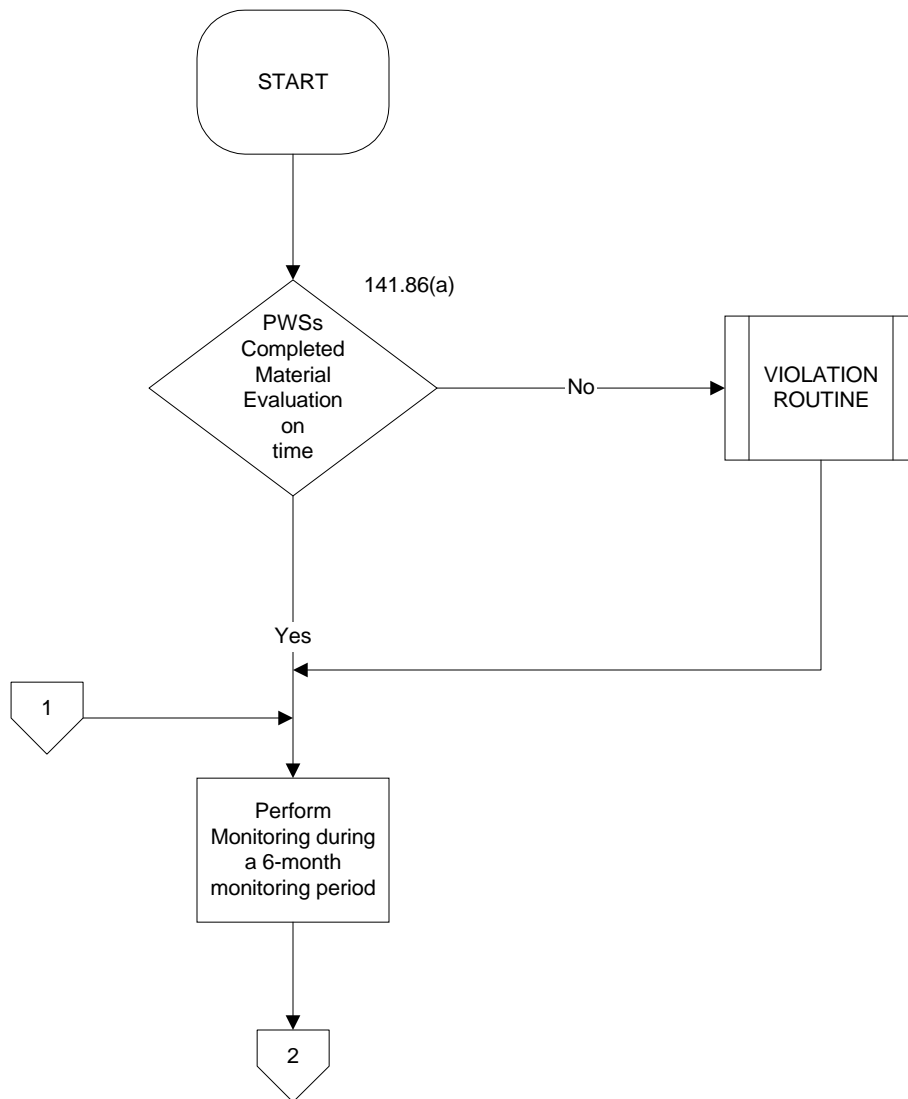 START
141.86(a)
PWSs
Completed
Material
Evaluation
on
time
No
VIOLATION
ROUTINE
Yes
1
Perform
Monitoring during
a 6-month
monitoring period
2